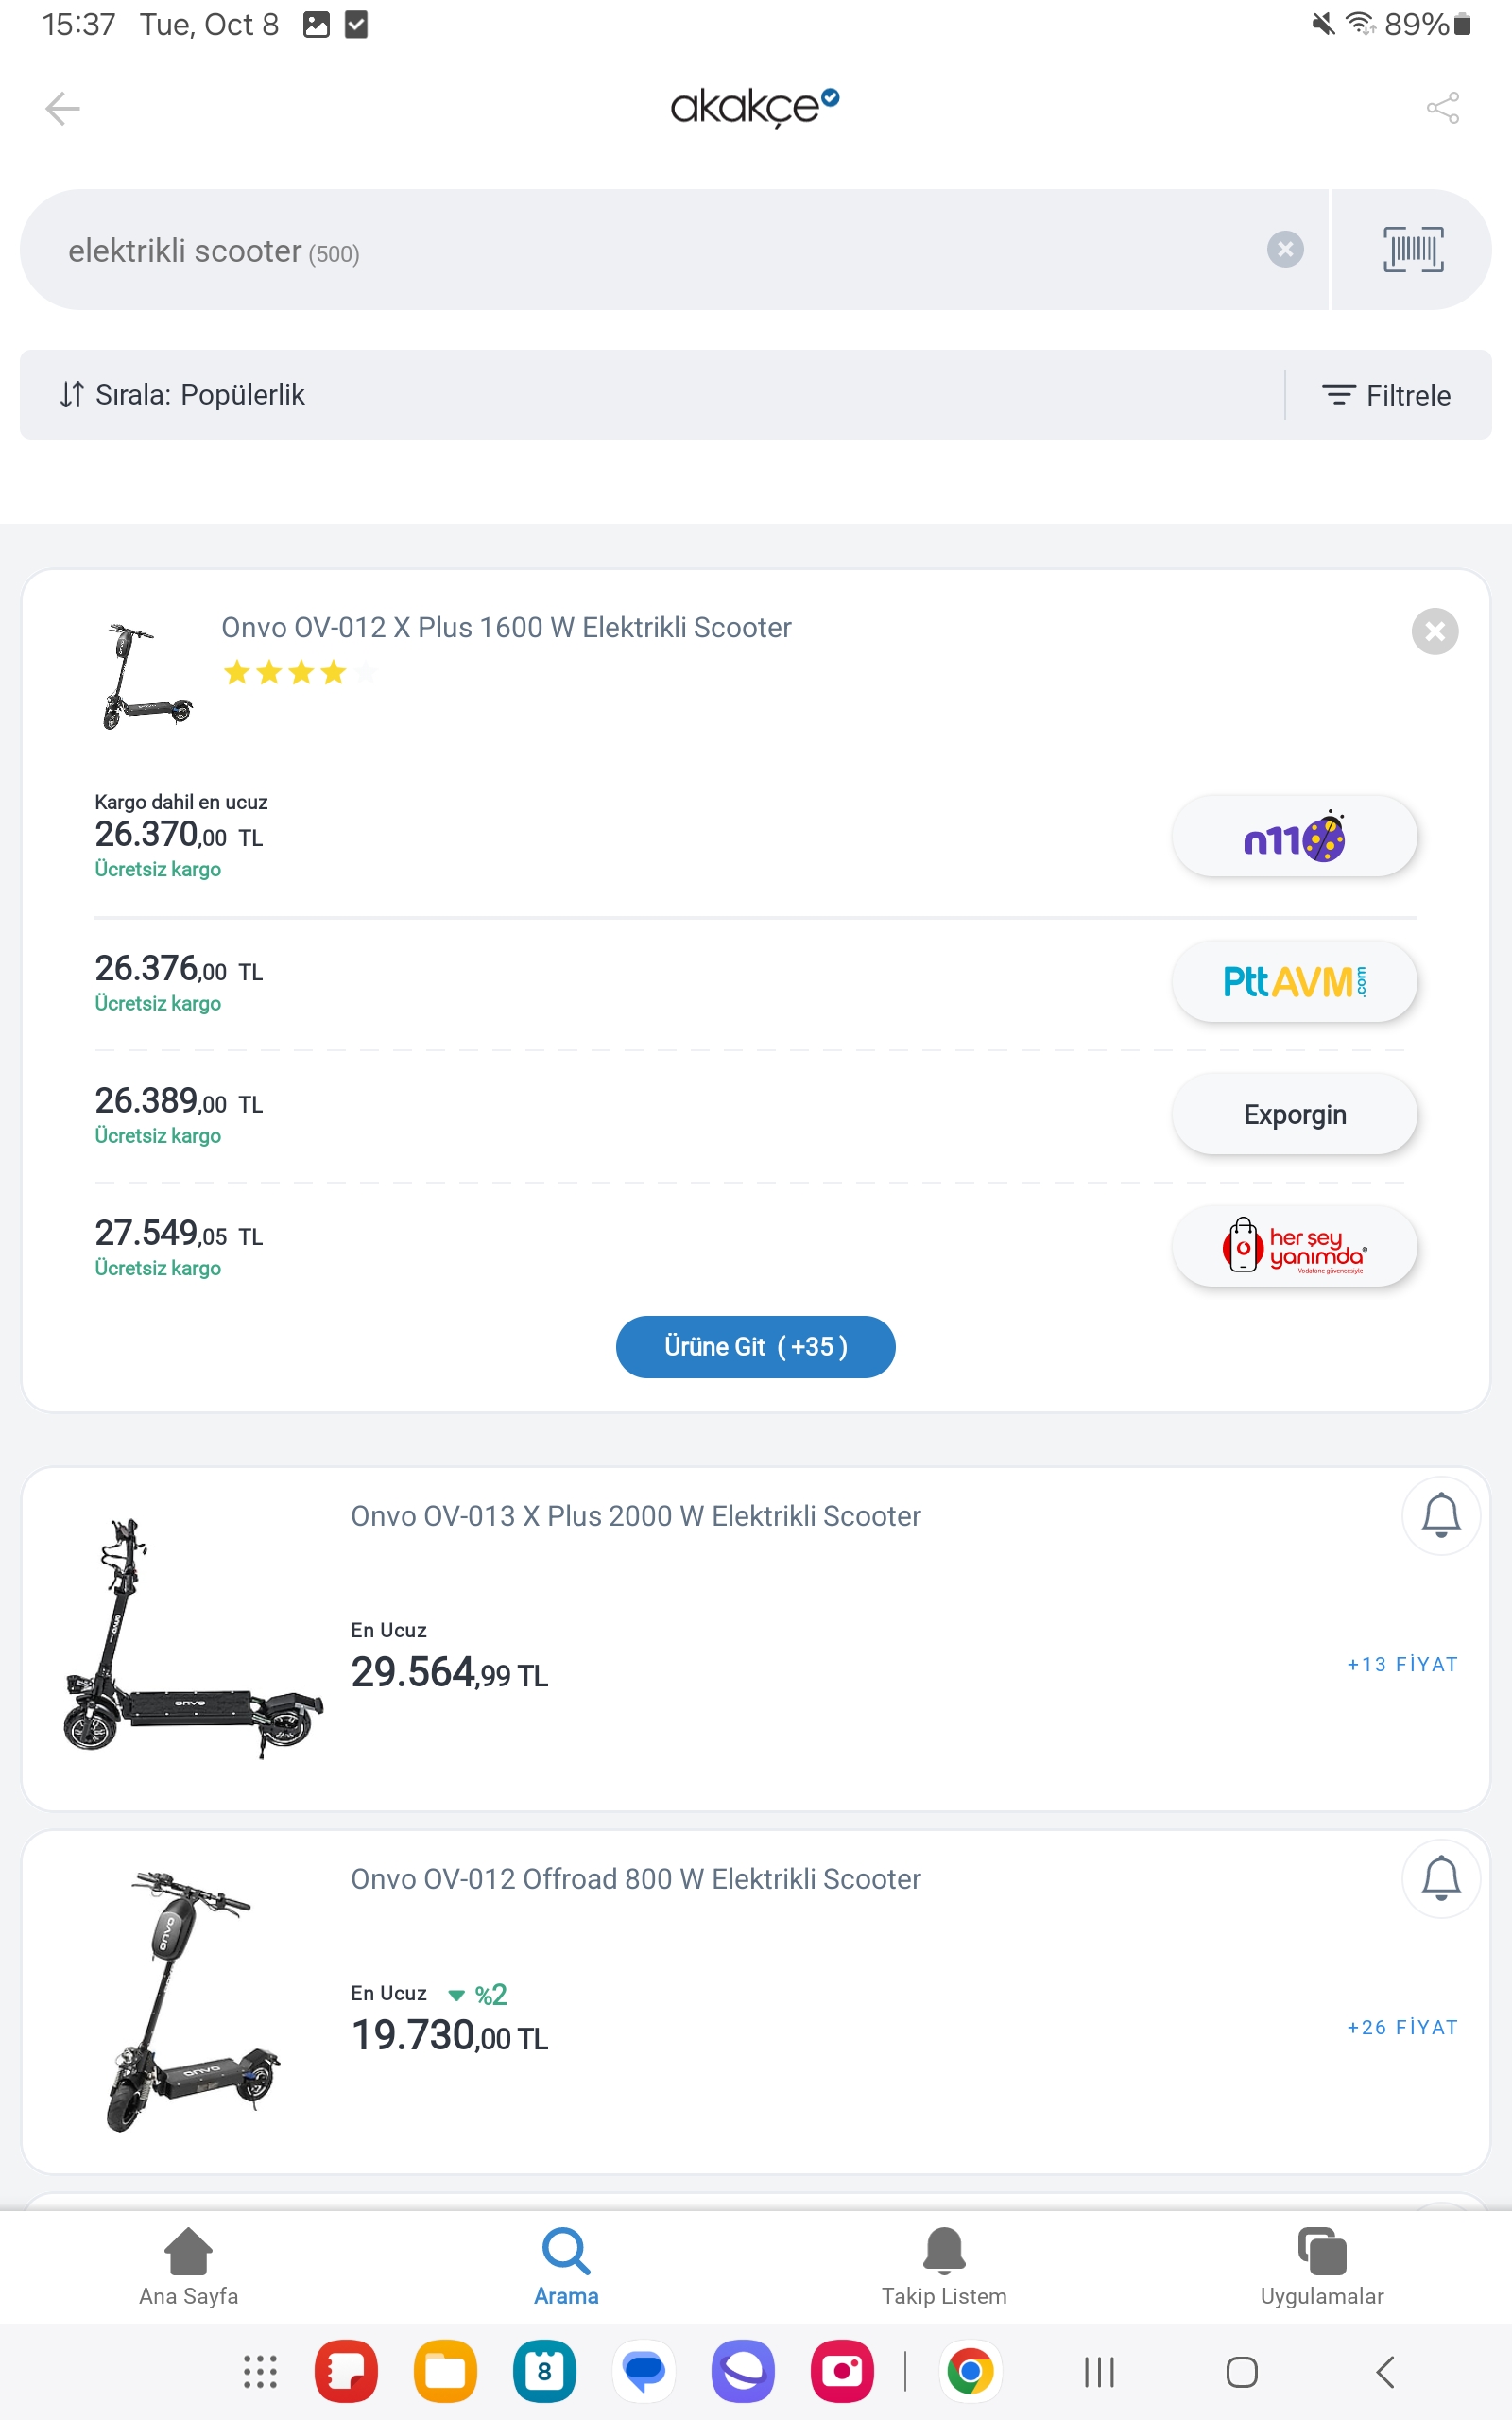 15:37 Tue, Oct 8 89%
akakçe
elektrikli scooter (500)
Sırala: Popülerlik
Filtrele
Onvo OV-012 X Plus 1600 W Elektrikli Scooter
Kargo dahil en ucuz
26.370,00 TL
Ücretsiz kargo
n11
26.376,00 TL
Ücretsiz kargo
PttAVM.com
26.389,00 TL
Ücretsiz kargo
Exporgin
27.549,05 TL
Ücretsiz kargo
her şey
yanımda
Vodafone güvencesiyle
Ürüne Git ( +35 )
Onvo OV-013 X Plus 2000 W Elektrikli Scooter
En Ucuz
29.564,99 TL
+13 FİYAT
onvo
onvo
Onvo OV-012 Offroad 800 W Elektrikli Scooter
En Ucuz %2
19.730,00 TL
+26 FİYAT
onvo
onvo
Ana Sayfa
Arama
Takip Listem
Uygulamalar
8